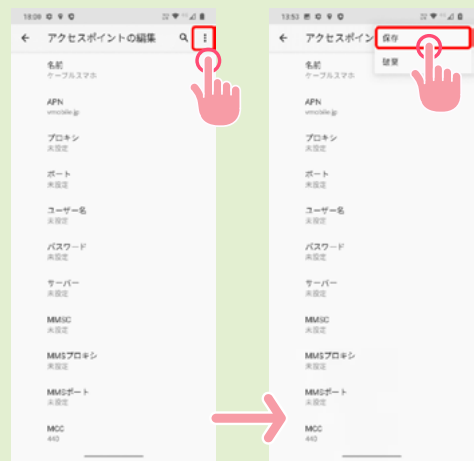 18:09
アクセスポイントの編集
名前
ケーブルスマホ
APN
vmobile.jp
プロキシ
未設定
ポート
未設定
ユーザー名
未設定
パスワード
未設定
サーバー
未設定
MMSC
未設定
MMSプロキシ
未設定
MMSポート
未設定
MCC
440
13:53
アクセスポイン
保存
破棄
名前
ケーブルスマホ
APN
vmobile.jp
プロキシ
未設定
ポート
未設定
ユーザー名
未設定
パスワード
未設定
サーバー
未設定
MMSC
未設定
MMSプロキシ
未設定
MMSポート
未設定
MCC
440